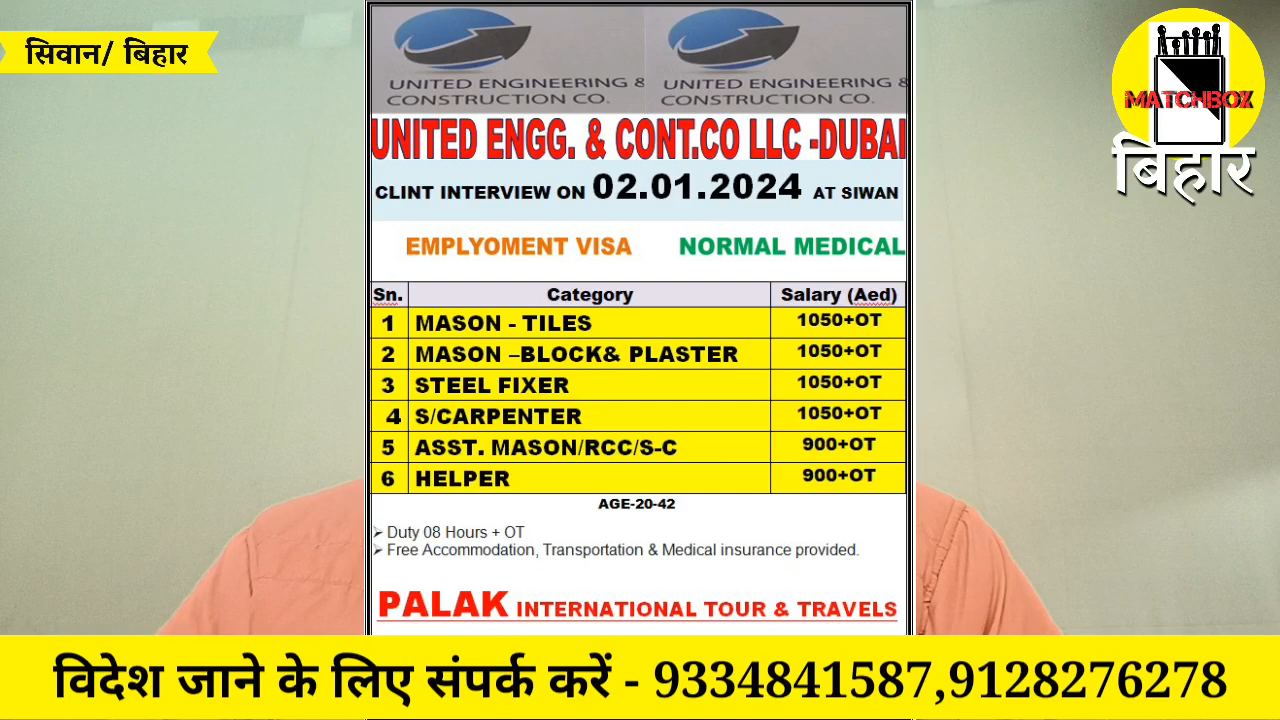 सिवान/ बिहार
UNITED ENGINEERING &
CONSTRUCTION CO.
UNITED ENGINEERING &
CONSTRUCTION CO.
MATCHBOX
बिहार
UNITED ENGG. & CONT.CO LLC -DUBAI
CLINT INTERVIEW ON 02.01.2024 AT SIWAN
EMPLYOMENT VISA NORMAL MEDICAL
Sn. Category Salary (Aed)
1 MASON - TILES 1050+OT
2 MASON –BLOCK& PLASTER 1050+OT
3 STEEL FIXER 1050+OT
4 S/CARPENTER 1050+OT
5 ASST. MASON/RCC/S-C 900+OT
6 HELPER 900+OT
AGE-20-42
➢ Duty 08 Hours + OT
➢ Free Accommodation, Transportation & Medical insurance provided.
PALAK INTERNATIONAL TOUR & TRAVELS
विदेश जाने के लिए संपर्क करें - 9334841587,9128276278